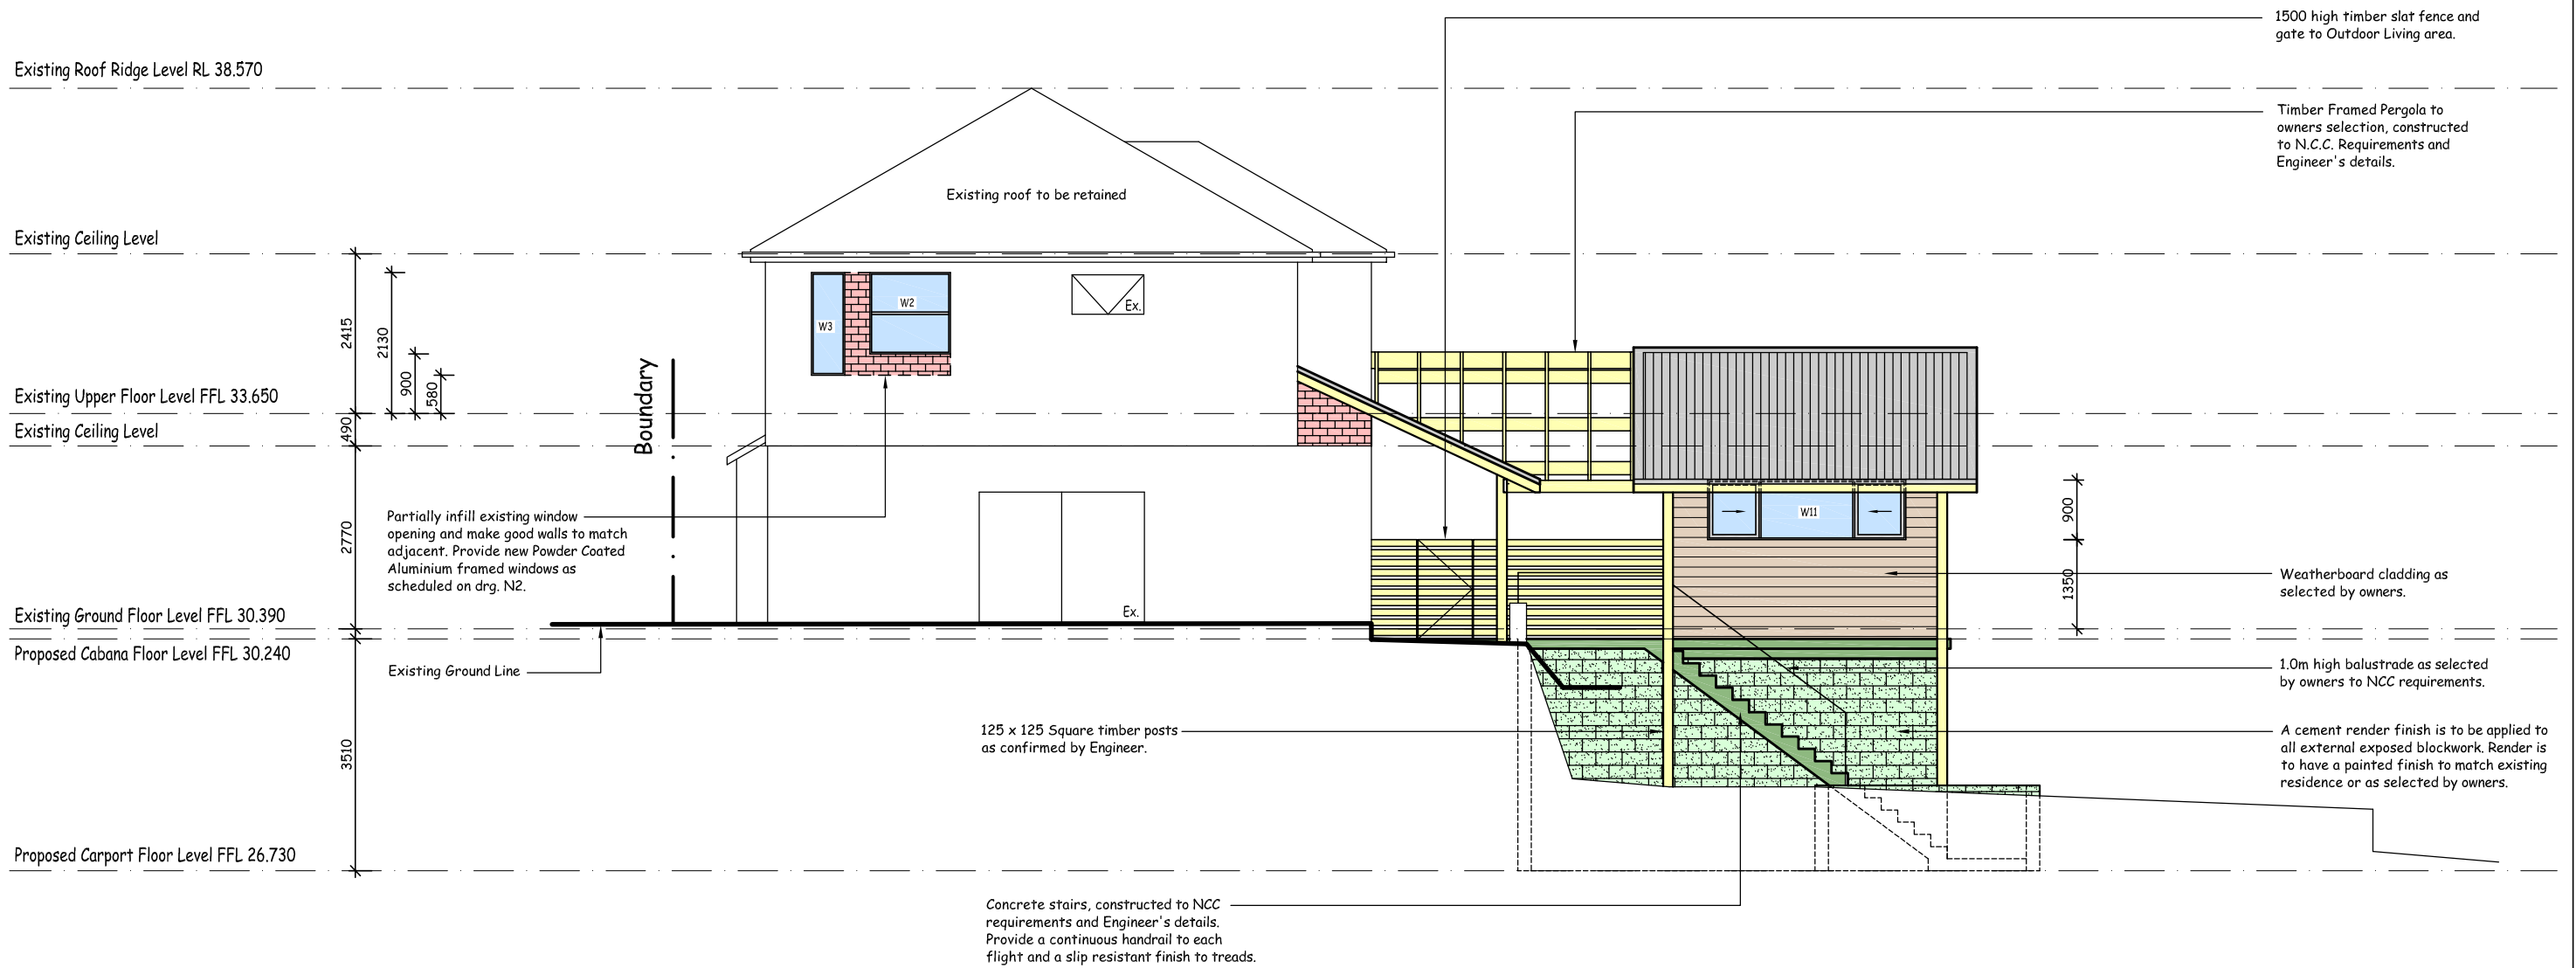 1500 high timber slat fence and
gate to Outdoor Living area.
Existing Roof Ridge Level RL 38.570
Timber Framed Pergola to
owners selection, constructed
to N.C.C. Requirements and
Engineer's details.
Existing roof to be retained
Existing Ceiling Level
W3
W2
Ex.
2415
2130
900
580
Boundary
Existing Upper Floor Level FFL 33.650
490
Existing Ceiling Level
Partially infill existing window
opening and make good walls to match
adjacent. Provide new Powder Coated
Aluminium framed windows as
scheduled on drg. N2.
2770
W11
900
1350
Weatherboard cladding as
selected by owners.
Ex.
Existing Ground Floor Level FFL 30.390
Proposed Cabana Floor Level FFL 30.240
Existing Ground Line
1.0m high balustrade as selected
by owners to NCC requirements.
125 x 125 Square timber posts
as confirmed by Engineer.
A cement render finish is to be applied to
all external exposed blockwork. Render is
to have a painted finish to match existing
residence or as selected by owners.
3510
Proposed Carport Floor Level FFL 26.730
Concrete stairs, constructed to NCC
requirements and Engineer's details.
Provide a continuous handrail to each
flight and a slip resistant finish to treads.